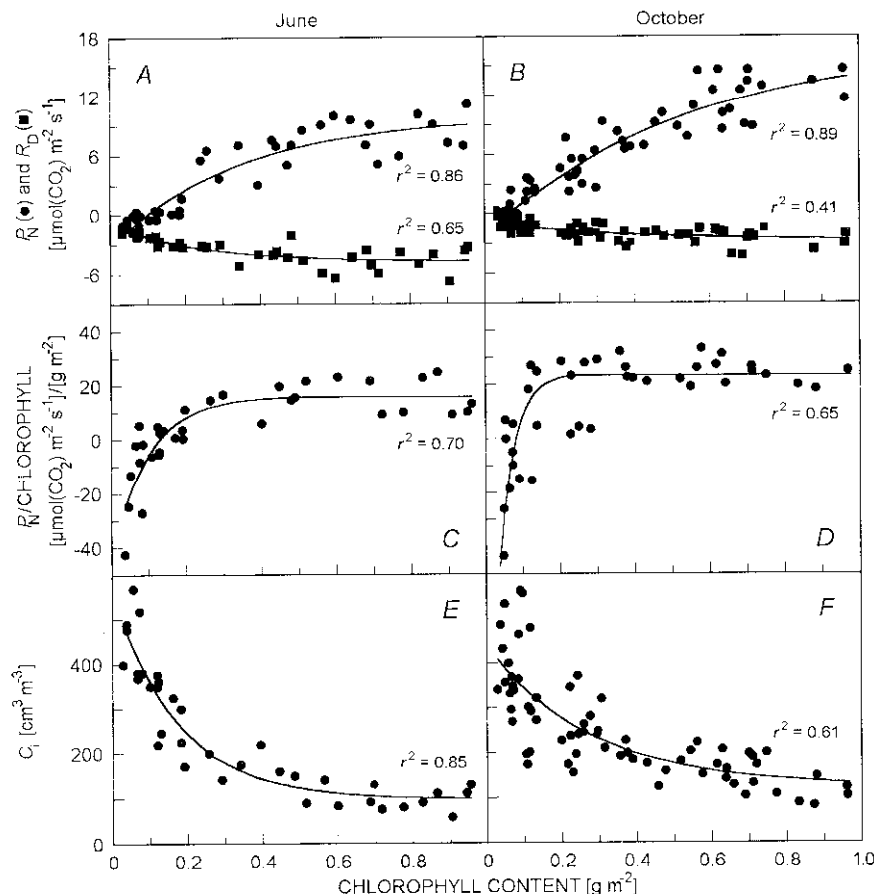 June
October
18
12
6
0
-6
P_N (●) and R_D (■)
[μmol(CO₂) m⁻² s⁻¹]
A
r² = 0.86
r² = 0.65
B
r² = 0.89
r² = 0.41
40
20
0
-20
-40
P_N/CHLOROPHYLL
[μmol(CO₂) m⁻² s⁻¹]/[g m⁻²]
r² = 0.70
C
r² = 0.65
D
400
200
0
C_i [cm³ m⁻³]
E
r² = 0.85
F
r² = 0.61
0 0.2 0.4 0.6 0.8 0 0.2 0.4 0.6 0.8 1.0
CHLOROPHYLL CONTENT [g m⁻²]